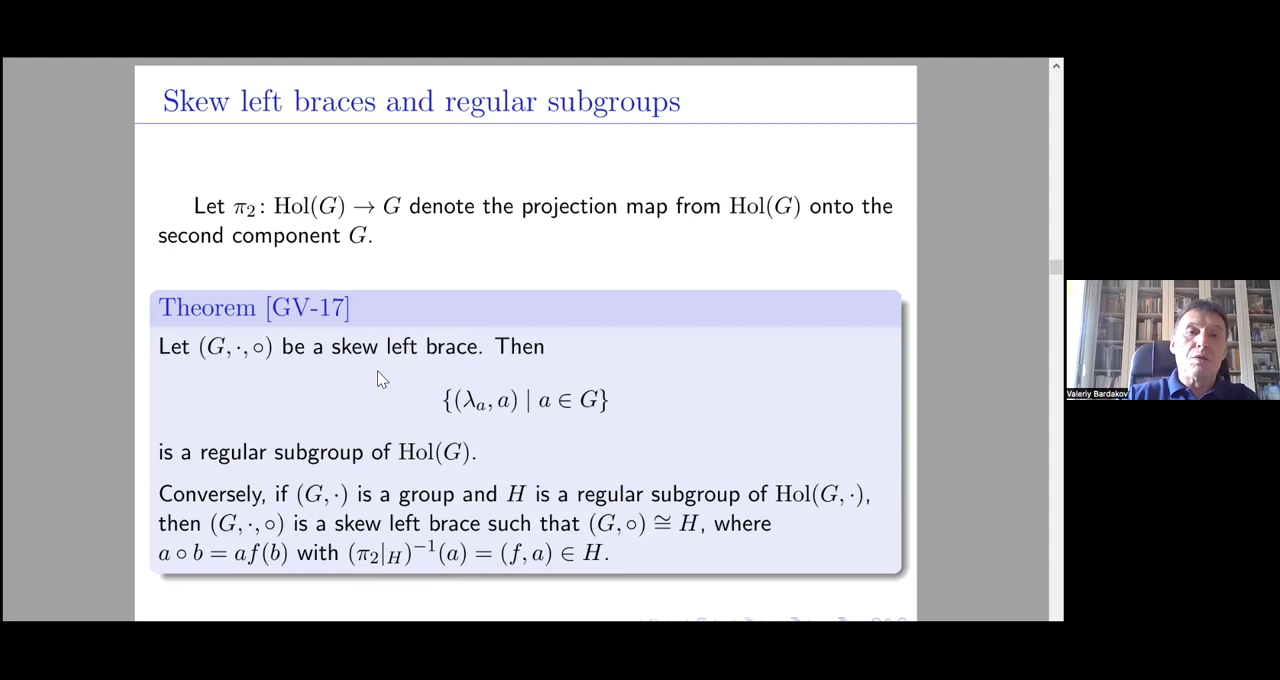 Skew left braces and regular subgroups
Let π₂: Hol(G) → G denote the projection map from Hol(G) onto the
second component G.
Theorem [GV-17]
Let (G, ·, ∘) be a skew left brace. Then
{(λₐ, a) | a ∈ G}
is a regular subgroup of Hol(G).
Conversely, if (G, ·) is a group and H is a regular subgroup of Hol(G, ·),
then (G, ·, ∘) is a skew left brace such that (G, ∘) ≅ H, where
a ∘ b = af(b) with (π₂|_H)⁻¹(a) = (f, a) ∈ H.
Valeriy Bardakov